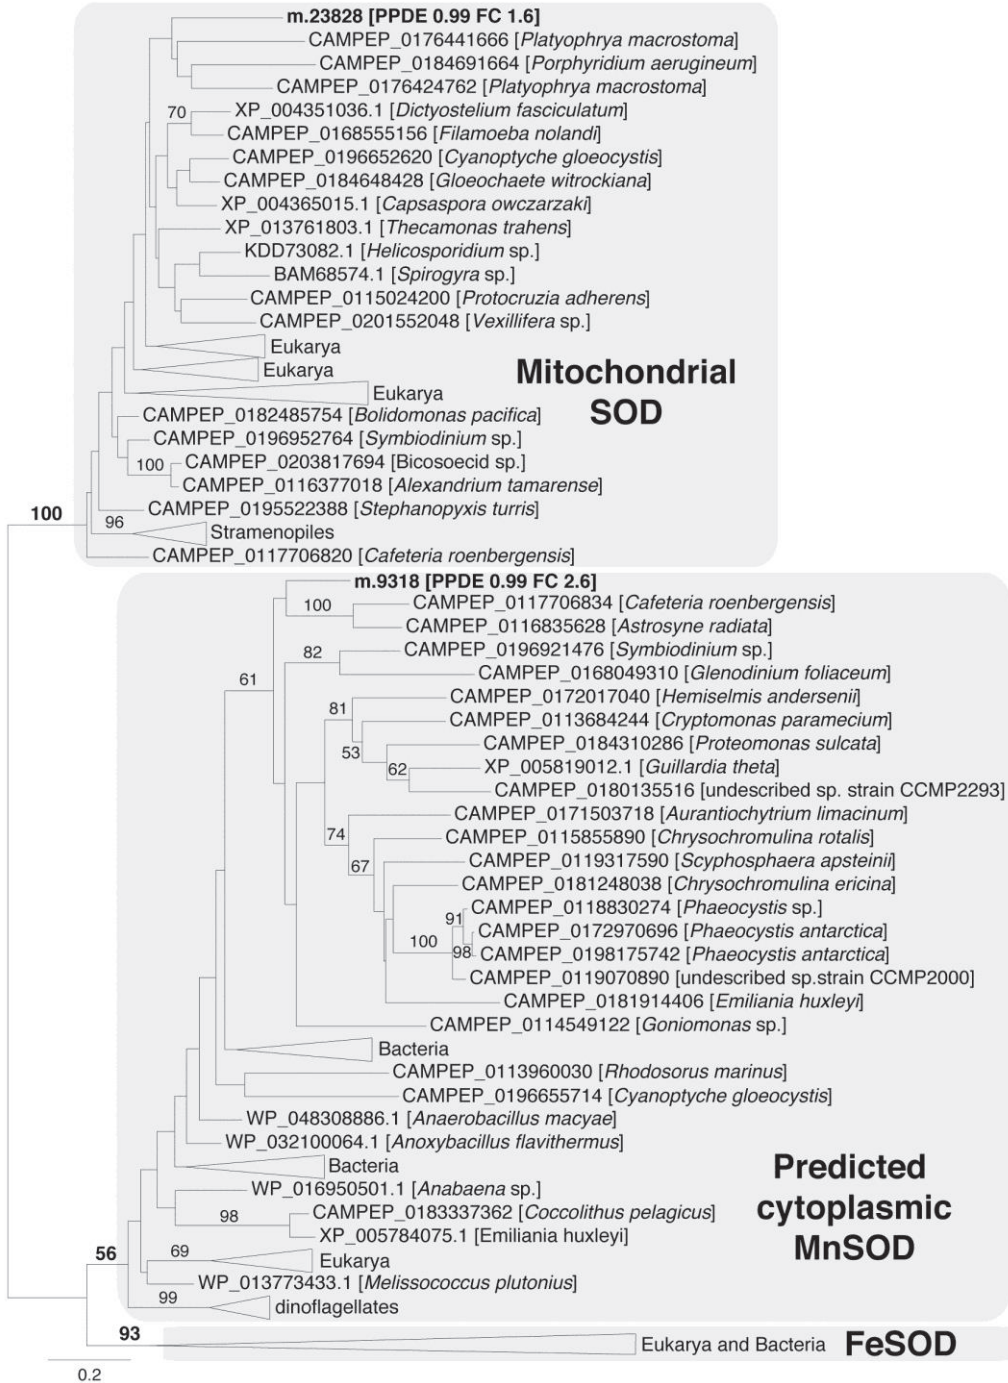 m.23828 [PPDE 0.99 FC 1.6]
CAMPEP_0176441666 [Platyophrya macrostoma]
CAMPEP_0184691664 [Porphyridium aerugineum]
CAMPEP_0176424762 [Platyophrya macrostoma]
70
XP_004351036.1 [Dictyostelium fasciculatum]
CAMPEP_0168555156 [Filamoeba nolandi]
CAMPEP_0196652620 [Cyanoptyche gloeocystis]
CAMPEP_0184648428 [Gloeochaete witrockiana]
XP_004365015.1 [Capsaspora owczarzaki]
XP_013761803.1 [Thecamonas trahens]
KDD73082.1 [Helicosporidium sp.]
BAM68574.1 [Spirogyra sp.]
CAMPEP_0115024200 [Protocruzia adherens]
CAMPEP_0201552048 [Vexillifera sp.]
Eukarya
Eukarya
Eukarya
Mitochondrial
SOD
CAMPEP_0182485754 [Bolidomonas pacifica]
CAMPEP_0196952764 [Symbiodinium sp.]
100
CAMPEP_0203817694 [Bicosoecid sp.]
CAMPEP_0116377018 [Alexandrium tamarense]
CAMPEP_0195522388 [Stephanopyxis turris]
100
96
Stramenopiles
CAMPEP_0117706820 [Cafeteria roenbergensis]
m.9318 [PPDE 0.99 FC 2.6]
100
CAMPEP_0117706834 [Cafeteria roenbergensis]
CAMPEP_0116835628 [Astrosyne radiata]
82
CAMPEP_0196921476 [Symbiodinium sp.]
CAMPEP_0168049310 [Glenodinium foliaceum]
61
81
CAMPEP_0172017040 [Hemiselmis andersenii]
CAMPEP_0113684244 [Cryptomonas paramecium]
53
CAMPEP_0184310286 [Proteomonas sulcata]
62
XP_005819012.1 [Guillardia theta]
CAMPEP_0180135516 [undescribed sp. strain CCMP2293]
CAMPEP_0171503718 [Aurantiochytrium limacinum]
74
CAMPEP_0115855890 [Chrysochromulina rotalis]
67
CAMPEP_0119317590 [Scyphosphaera apsteinii]
CAMPEP_0181248038 [Chrysochromulina ericina]
91
CAMPEP_0118830274 [Phaeocystis sp.]
CAMPEP_0172970696 [Phaeocystis antarctica]
100
98
CAMPEP_0198175742 [Phaeocystis antarctica]
CAMPEP_0119070890 [undescribed sp.strain CCMP2000]
CAMPEP_0181914406 [Emiliania huxleyi]
CAMPEP_0114549122 [Goniomonas sp.]
Bacteria
CAMPEP_0113960030 [Rhodosorus marinus]
CAMPEP_0196655714 [Cyanoptyche gloeocystis]
WP_048308886.1 [Anaerobacillus macyae]
WP_032100064.1 [Anoxybacillus flavithermus]
Bacteria
Predicted
cytoplasmic
MnSOD
WP_016950501.1 [Anabaena sp.]
98
CAMPEP_0183337362 [Coccolithus pelagicus]
XP_005784075.1 [Emiliania huxleyi]
56
69
Eukarya
WP_013773433.1 [Melissococcus plutonius]
99
dinoflagellates
93
Eukarya and Bacteria
FeSOD
0.2